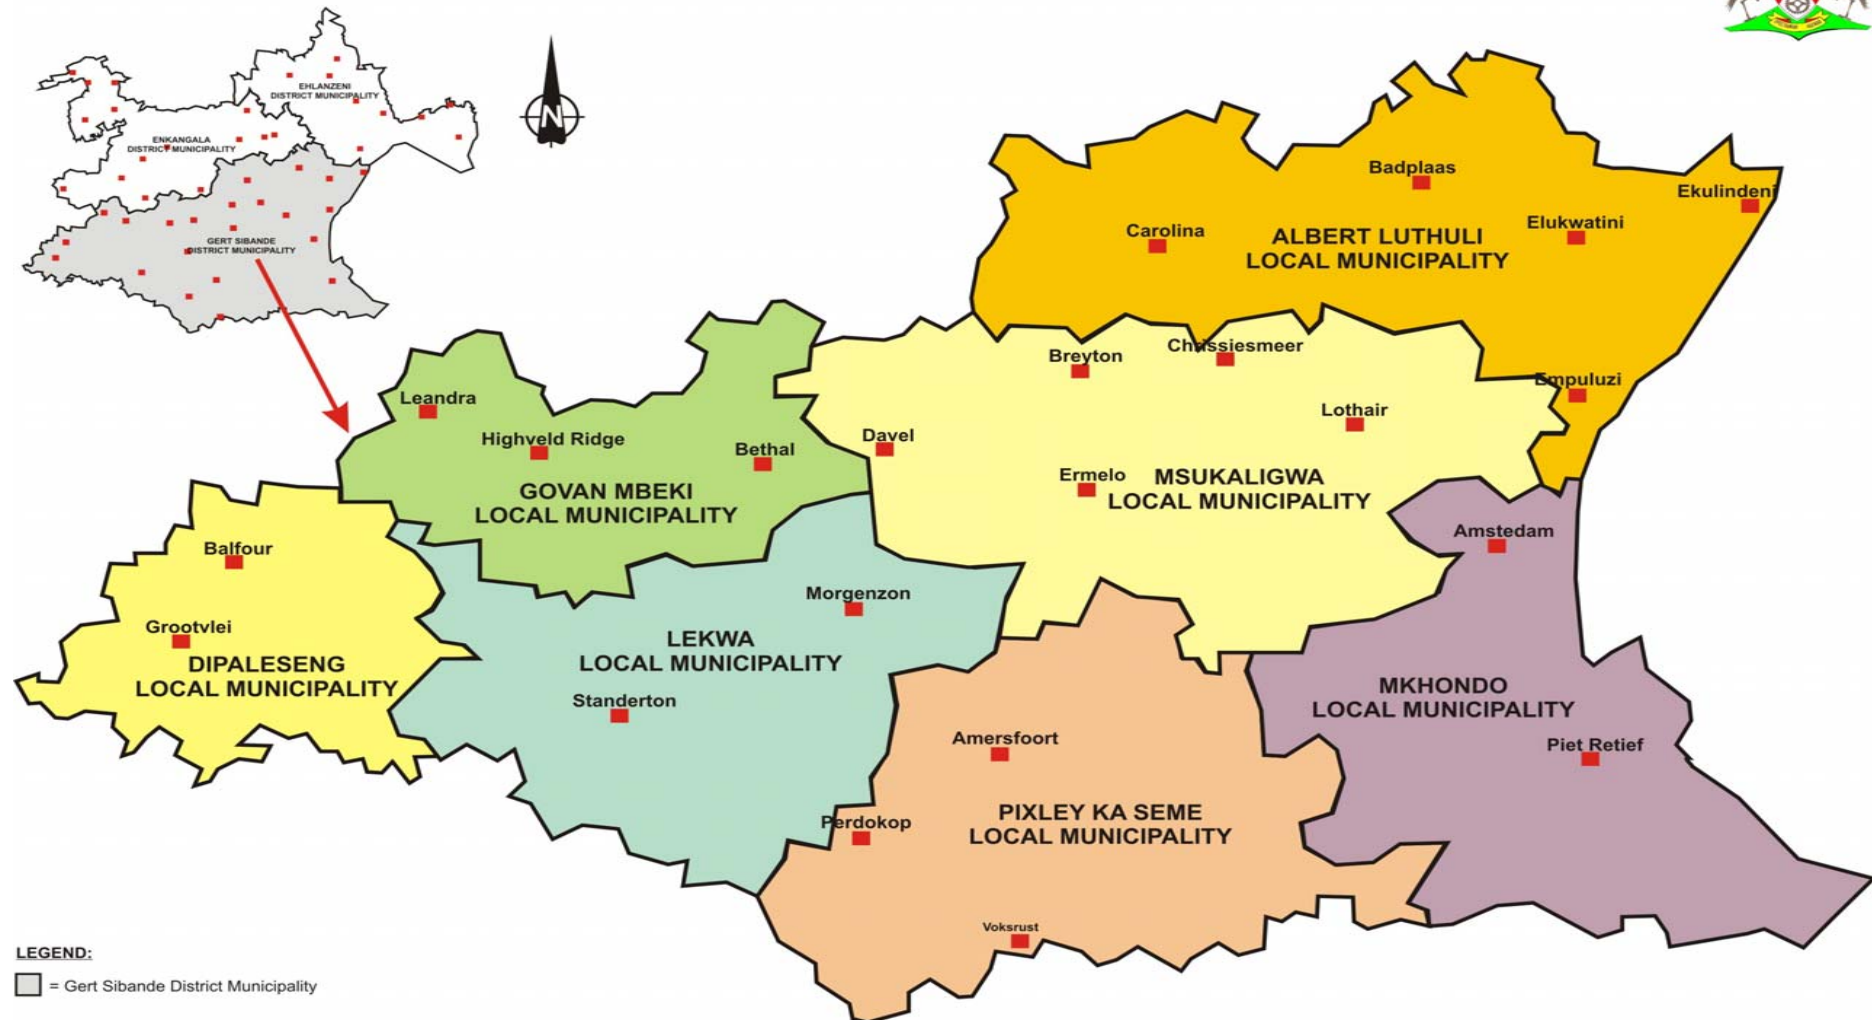 EHLANZENI
DISTRICT MUNICIPALITY
ENKANGALA
DISTRICT MUNICIPALITY
GERT SIBANDE
DISTRICT MUNICIPALITY
N
Badplaas
Ekulindeni
Elukwatini
Carolina
ALBERT LUTHULI
LOCAL MUNICIPALITY
Breyton
Chrissiesmeer
Empuluzi
Leandra
Lothair
Highveld Ridge
Bethal
Davel
Ermelo
MSUKALIGWA
LOCAL MUNICIPALITY
GOVAN MBEKI
LOCAL MUNICIPALITY
Amstedam
Balfour
Morgenzon
Grootvlei
LEKWA
LOCAL MUNICIPALITY
DIPALESENG
LOCAL MUNICIPALITY
Standerton
MKHONDO
LOCAL MUNICIPALITY
Amersfoort
Piet Retief
Perdokop
PIXLEY KA SEME
LOCAL MUNICIPALITY
Voksrust
LEGEND:
= Gert Sibande District Municipality